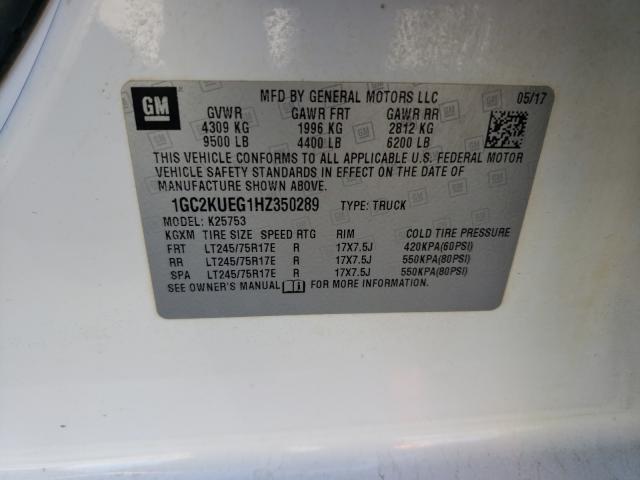 GM
MFD BY GENERAL MOTORS LLC 05/17
GVWR GAWR FRT GAWR RR
4309 KG 1996 KG 2812 KG
9500 LB 4400 LB 6200 LB
THIS VEHICLE CONFORMS TO ALL APPLICABLE U.S. FEDERAL MOTOR
VEHICLE SAFETY STANDARDS IN EFFECT ON THE DATE OF
MANUFACTURE SHOWN ABOVE.
1GC2KUEG1HZ350289 TYPE: TRUCK
MODEL: K25753
KGXM TIRE SIZE SPEED RTG RIM COLD TIRE PRESSURE
FRT LT245/75R17E R 17X7.5J 420KPA(60PSI)
RR LT245/75R17E R 17X7.5J 550KPA(80PSI)
SPA LT245/75R17E R 17X7.5J 550KPA(80PSI)
SEE OWNER'S MANUAL FOR MORE INFORMATION.